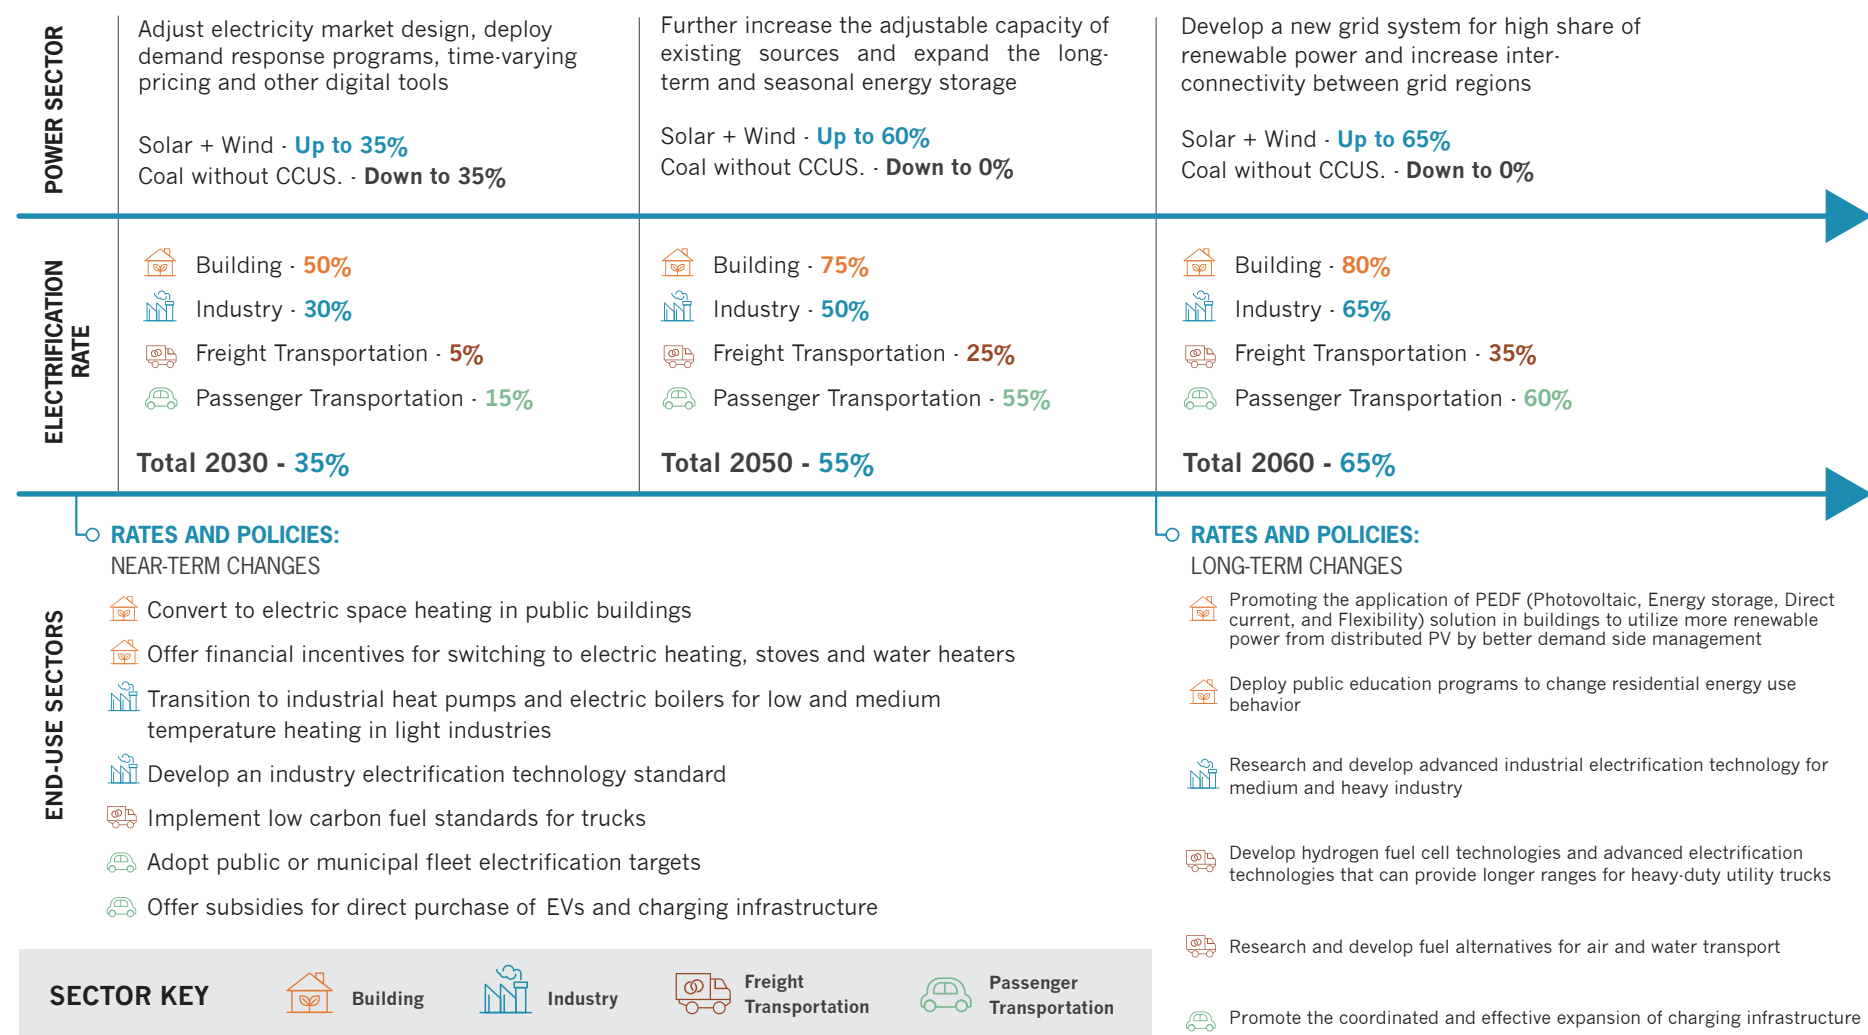 POWER SECTOR
Adjust electricity market design, deploy
demand response programs, time-varying
pricing and other digital tools
Solar + Wind - Up to 35%
Coal without CCUS. - Down to 35%
Further increase the adjustable capacity of
existing sources and expand the long-
term and seasonal energy storage
Solar + Wind - Up to 60%
Coal without CCUS. - Down to 0%
Develop a new grid system for high share of
renewable power and increase inter-
connectivity between grid regions
Solar + Wind - Up to 65%
Coal without CCUS. - Down to 0%
ELECTRIFICATION
RATE
Building - 50%
Industry - 30%
Freight Transportation - 5%
Passenger Transportation - 15%
Total 2030 - 35%
Building - 75%
Industry - 50%
Freight Transportation - 25%
Passenger Transportation - 55%
Total 2050 - 55%
Building - 80%
Industry - 65%
Freight Transportation - 35%
Passenger Transportation - 60%
Total 2060 - 65%
END-USE SECTORS
RATES AND POLICIES:
NEAR-TERM CHANGES
Convert to electric space heating in public buildings
Offer financial incentives for switching to electric heating, stoves and water heaters
Transition to industrial heat pumps and electric boilers for low and medium
temperature heating in light industries
Develop an industry electrification technology standard
Implement low carbon fuel standards for trucks
Adopt public or municipal fleet electrification targets
Offer subsidies for direct purchase of EVs and charging infrastructure
RATES AND POLICIES:
LONG-TERM CHANGES
Promoting the application of PEDF (Photovoltaic, Energy storage, Direct
current, and Flexibility) solution in buildings to utilize more renewable
power from distributed PV by better demand side management
Deploy public education programs to change residential energy use
behavior
Research and develop advanced industrial electrification technology for
medium and heavy industry
Develop hydrogen fuel cell technologies and advanced electrification
technologies that can provide longer ranges for heavy-duty utility trucks
Research and develop fuel alternatives for air and water transport
Promote the coordinated and effective expansion of charging infrastructure
SECTOR KEY
Building
Industry
Freight
Transportation
Passenger
Transportation